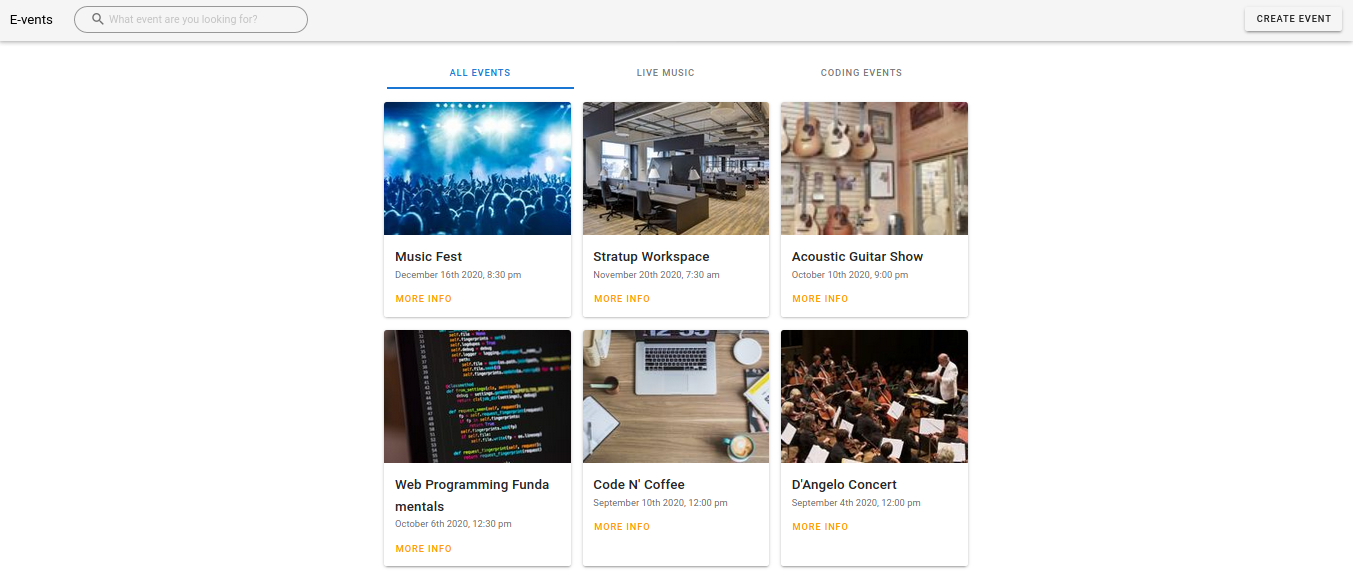 E-vents
What event are you looking for?
CREATE EVENT
ALL EVENTS
LIVE MUSIC
CODING EVENTS
Music Fest
December 16th 2020, 8:30 pm
MORE INFO
Stratup Workspace
November 20th 2020, 7:30 am
MORE INFO
Acoustic Guitar Show
October 10th 2020, 9:00 pm
MORE INFO
Web Programming Funda
mentals
October 6th 2020, 12:30 pm
MORE INFO
Code N' Coffee
September 10th 2020, 12:00 pm
MORE INFO
D'Angelo Concert
September 4th 2020, 12:00 pm
MORE INFO